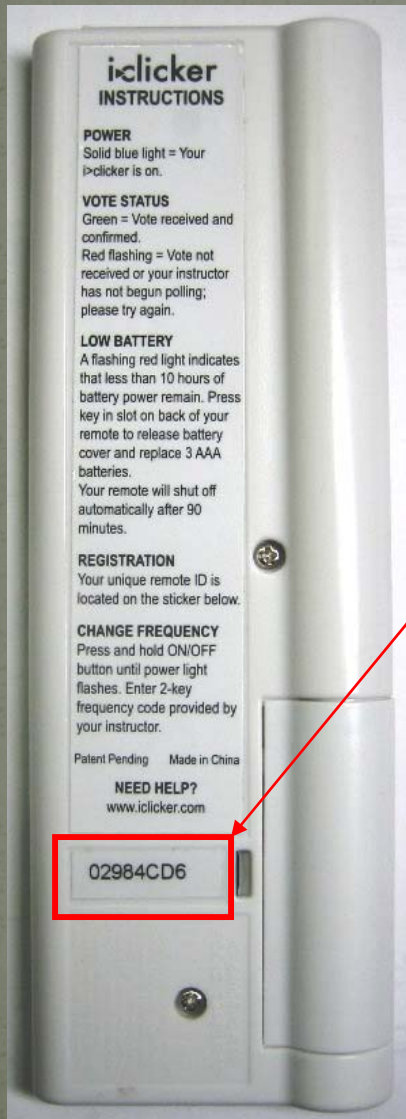 i>clicker
INSTRUCTIONS
POWER
Solid blue light = Your
i>clicker is on.
VOTE STATUS
Green = Vote received and
confirmed.
Red flashing = Vote not
received or your instructor
has not begun polling;
please try again.
LOW BATTERY
A flashing red light indicates
that less than 10 hours of
battery power remain. Press
key in slot on back of your
remote to release battery
cover and replace 3 AAA
batteries.
Your remote will shut off
automatically after 90
minutes.
REGISTRATION
Your unique remote ID is
located on the sticker below.
CHANGE FREQUENCY
Press and hold ON/OFF
button until power light
flashes. Enter 2-key
frequency code provided by
your instructor.
Patent Pending Made in China
NEED HELP?
www.iclicker.com
02984CD6